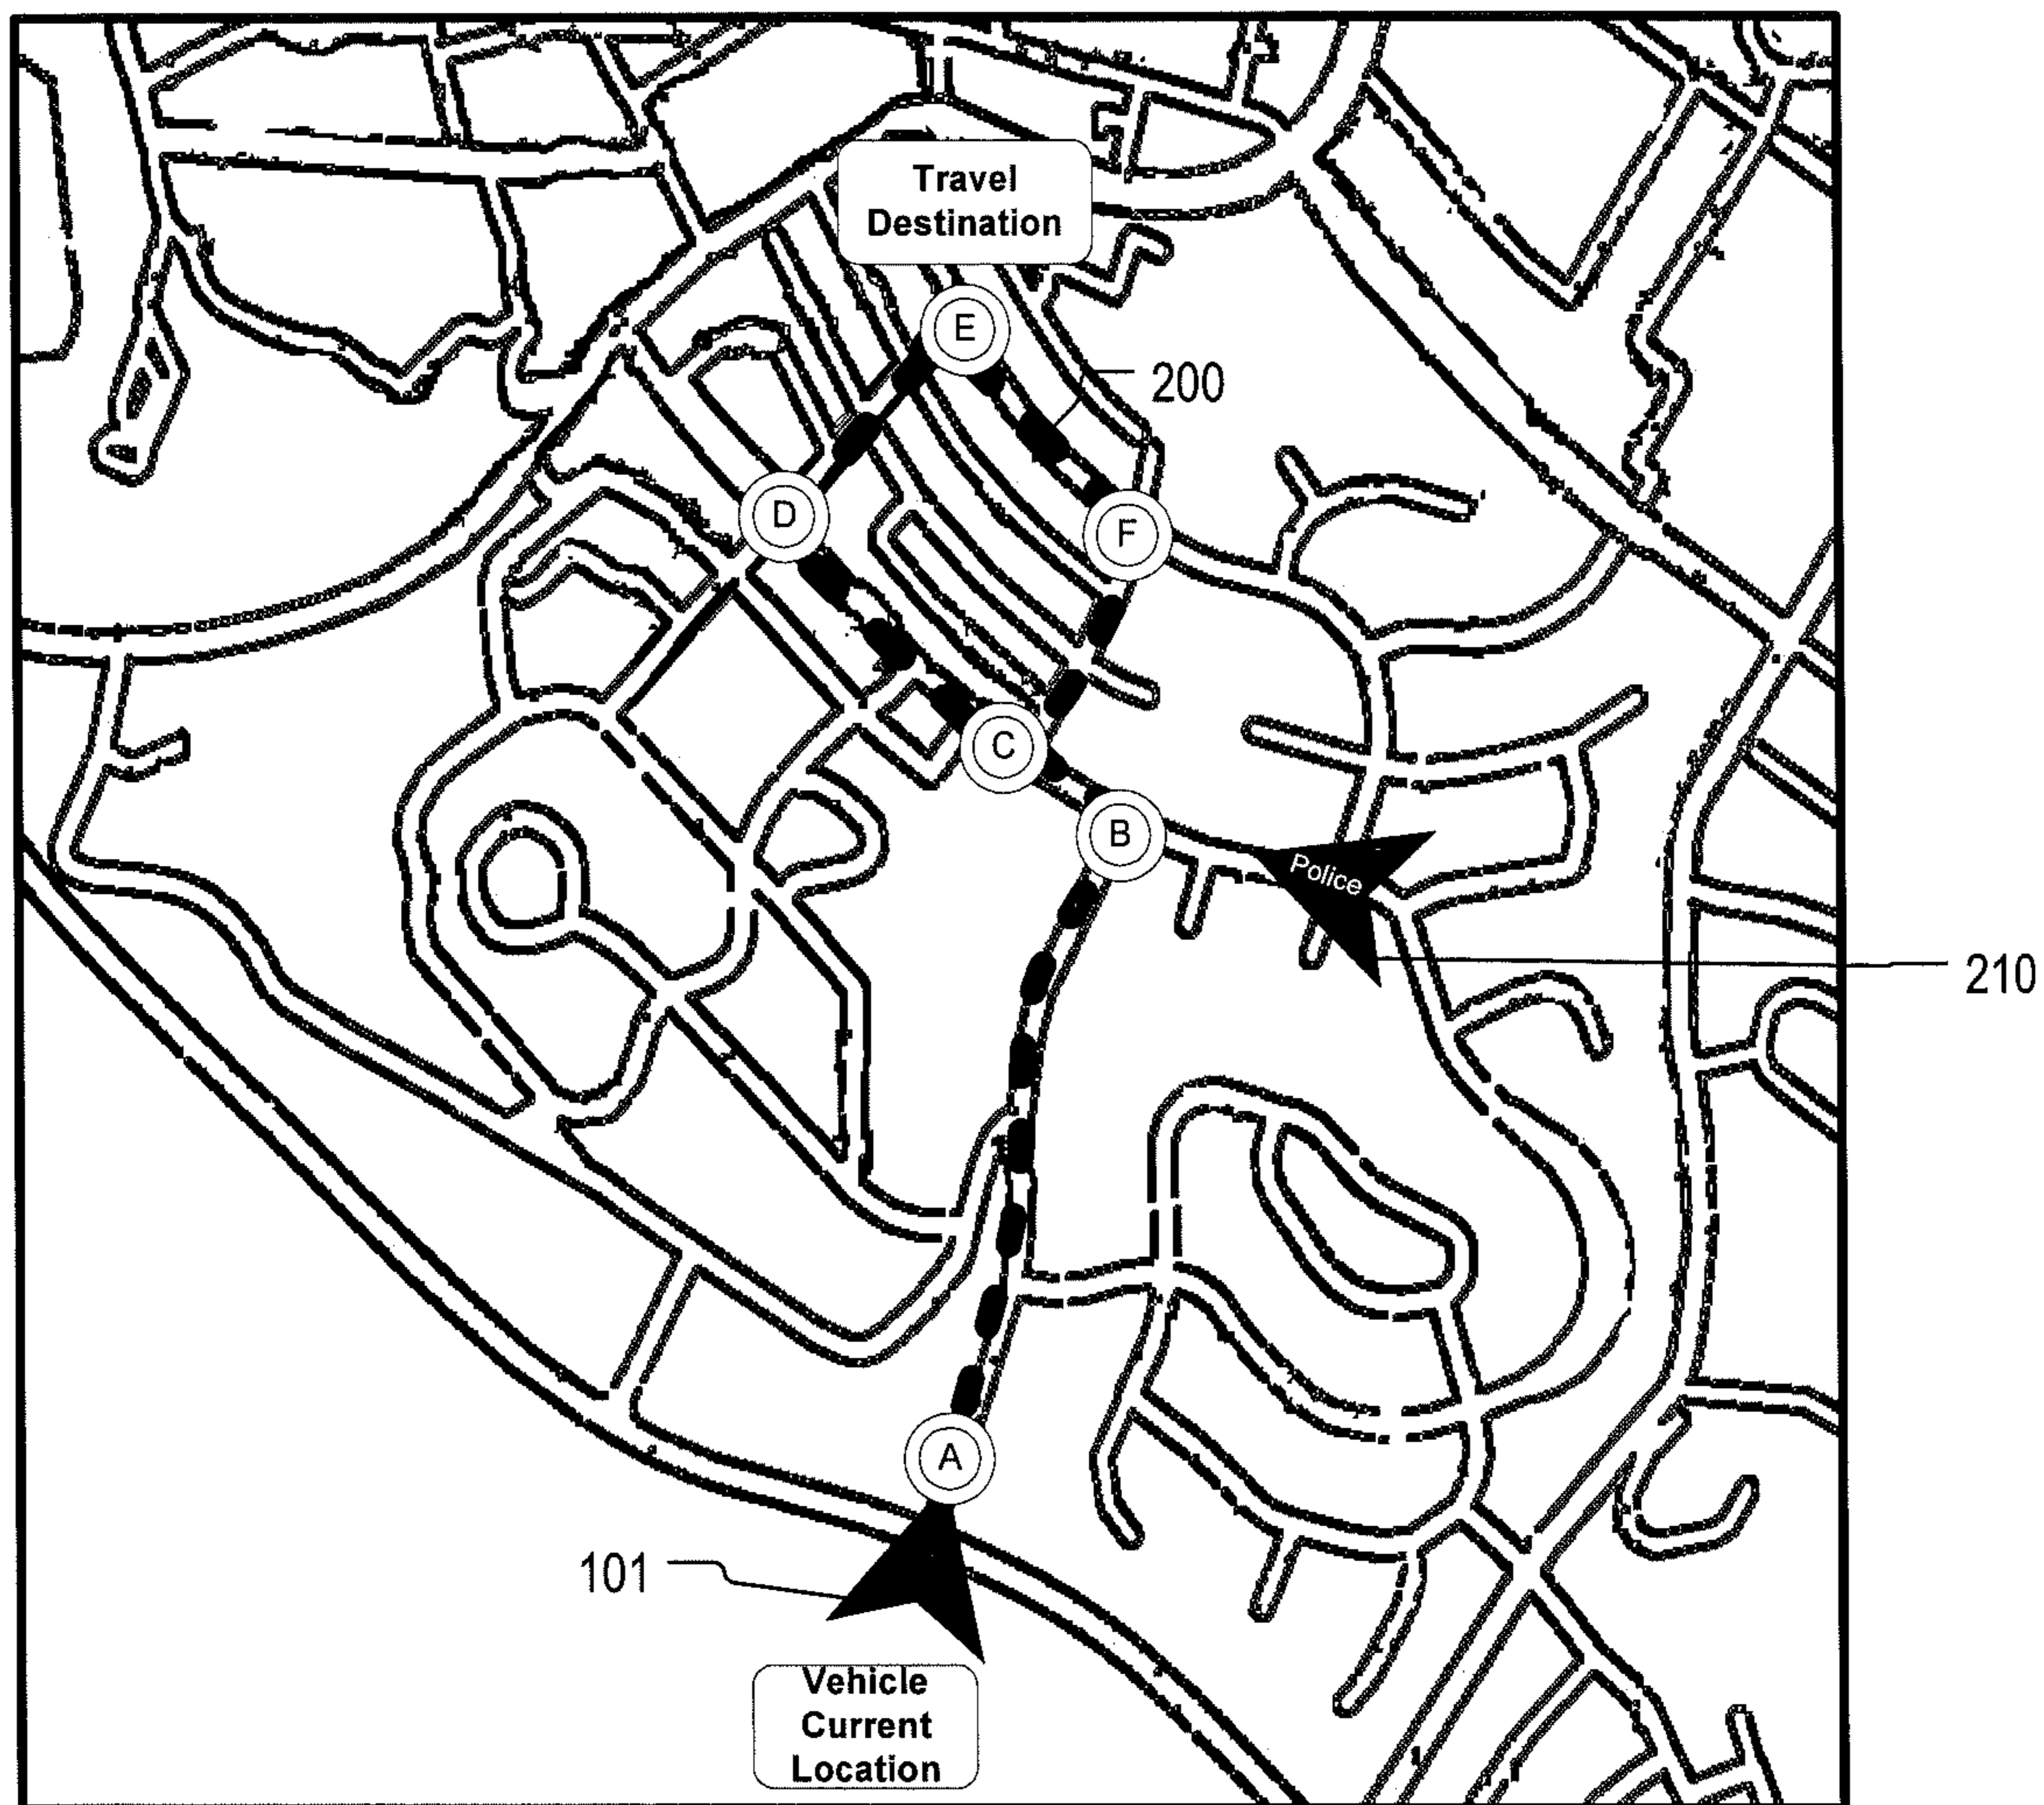 Travel
Destination
E
200
D
F
C
B
Police
210
A
101
Vehicle
Current
Location